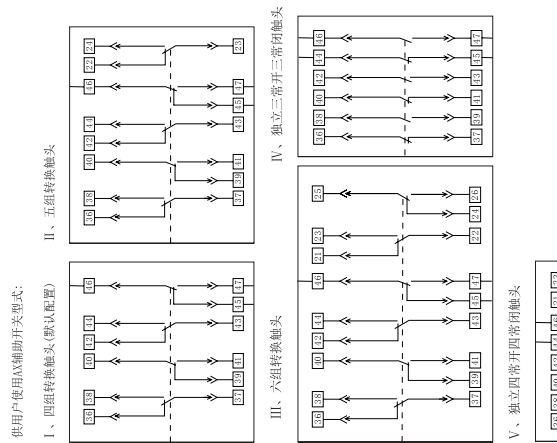 供用户使用AX辅助开关型式:
I、四组转换触头(默认配置)
36 38 40 42 44 46
37 39 41 43 45 47
II、五组转换触头
36 38 40 42 44 46 22 24
37 39 41 43 45 47 23
III、六组转换触头
36 38 40 42 44 46 21 23 25
37 39 41 43 45 47 22 24 26
IV、独立三常开三常闭触头
36 38 40 42 44 46
37 39 41 43 45 47
V、独立四常开四常闭触头